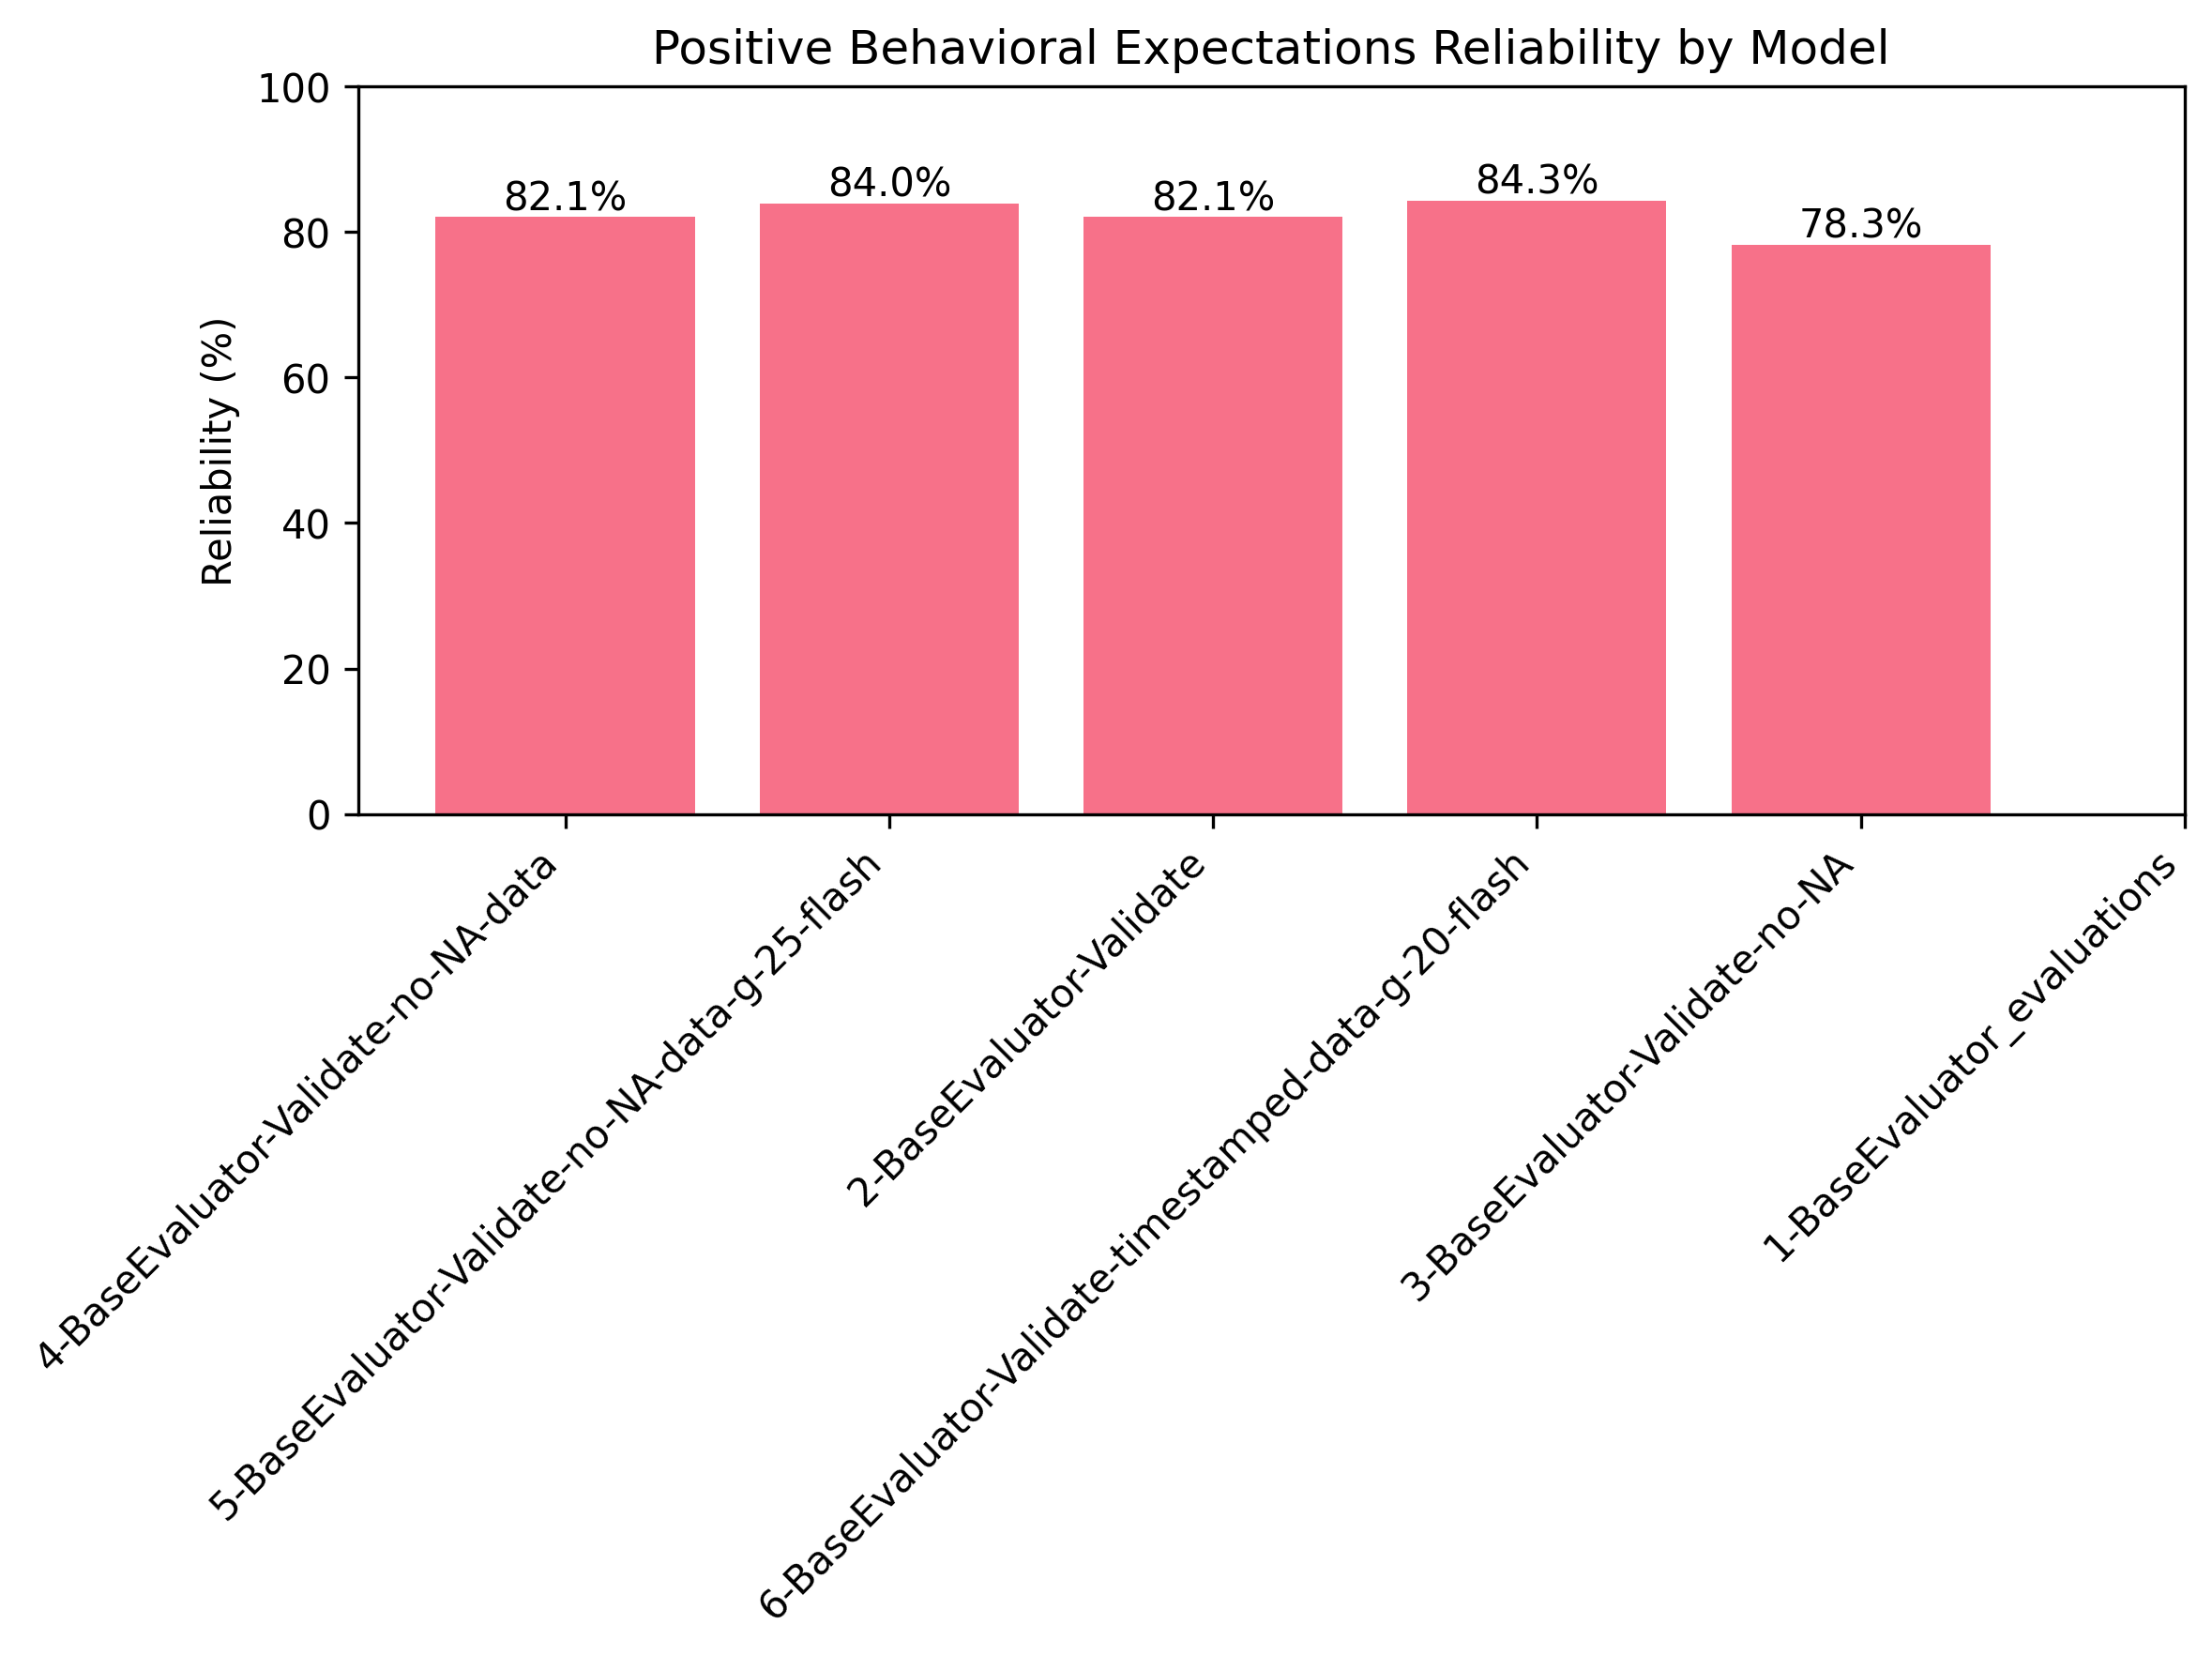 Positive Behavioral Expectations Reliability by Model
100
80
60
40
20
0
Reliability (%)
82.1%
84.0%
82.1%
84.3%
78.3%
4-BaseEvaluator-Validate-no-NA-data
5-BaseEvaluator-Validate-no-NA-data-g-25-flash
2-BaseEvaluator-Validate
6-BaseEvaluator-Validate-timestamped-data-g-20-flash
3-BaseEvaluator-Validate-no-NA
1-BaseEvaluator_evaluations